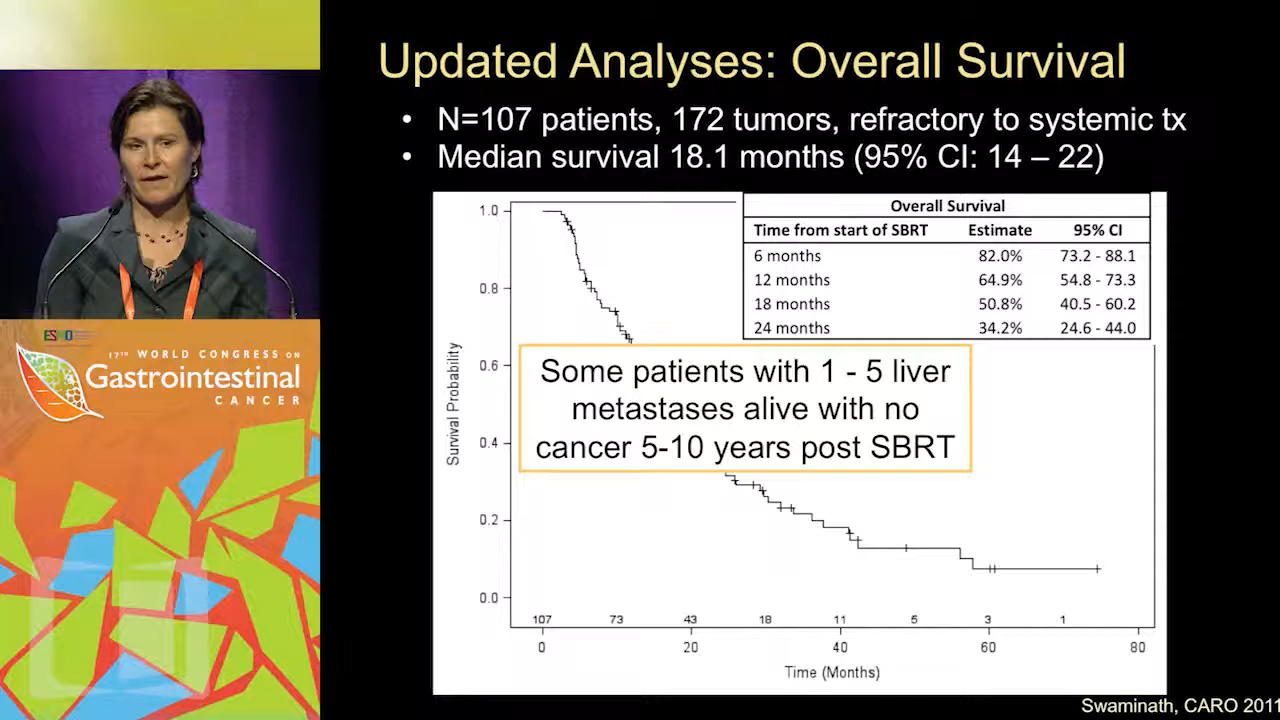 Updated Analyses: Overall Survival
• N=107 patients, 172 tumors, refractory to systemic tx
• Median survival 18.1 months (95% CI: 14 – 22)
Overall Survival
Time from start of SBRT Estimate 95% CI
6 months 82.0% 73.2 - 88.1
12 months 64.9% 54.8 - 73.3
18 months 50.8% 40.5 - 60.2
24 months 34.2% 24.6 - 44.0
Some patients with 1 - 5 liver
metastases alive with no
cancer 5-10 years post SBRT
Survival Probability
1.0
0.8
0.6
0.4
0.2
0.0
107 73 43 18 11 5 3 1
0 20 40 60 80
Time (Months)
Swaminath, CARO 2011
17TH WORLD CONGRESS ON
Gastrointestinal
CANCER